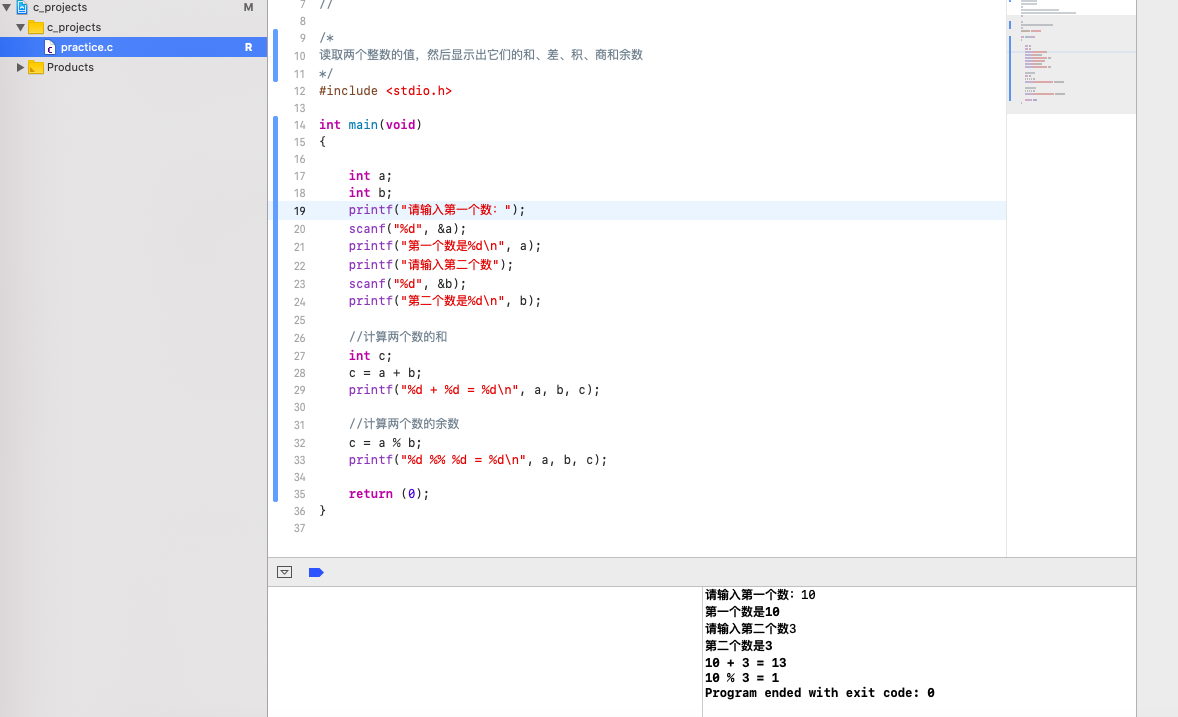 c_projects M
c_projects
practice.c R
Products
7 //
8
9 /*
10 读取两个整数的值，然后显示出它们的和、差、积、商和余数
11 */
12 #include <stdio.h>
13
14 int main(void)
15 {
16
17 int a;
18 int b;
19 printf("请输入第一个数：");
20 scanf("%d", &a);
21 printf("第一个数是%d\n", a);
22 printf("请输入第二个数");
23 scanf("%d", &b);
24 printf("第二个数是%d\n", b);
25
26 //计算两个数的和
27 int c;
28 c = a + b;
29 printf("%d + %d = %d\n", a, b, c);
30
31 //计算两个数的余数
32 c = a % b;
33 printf("%d %% %d = %d\n", a, b, c);
34
35 return (0);
36 }
37
请输入第一个数：10
第一个数是10
请输入第二个数3
第二个数是3
10 + 3 = 13
10 % 3 = 1
Program ended with exit code: 0